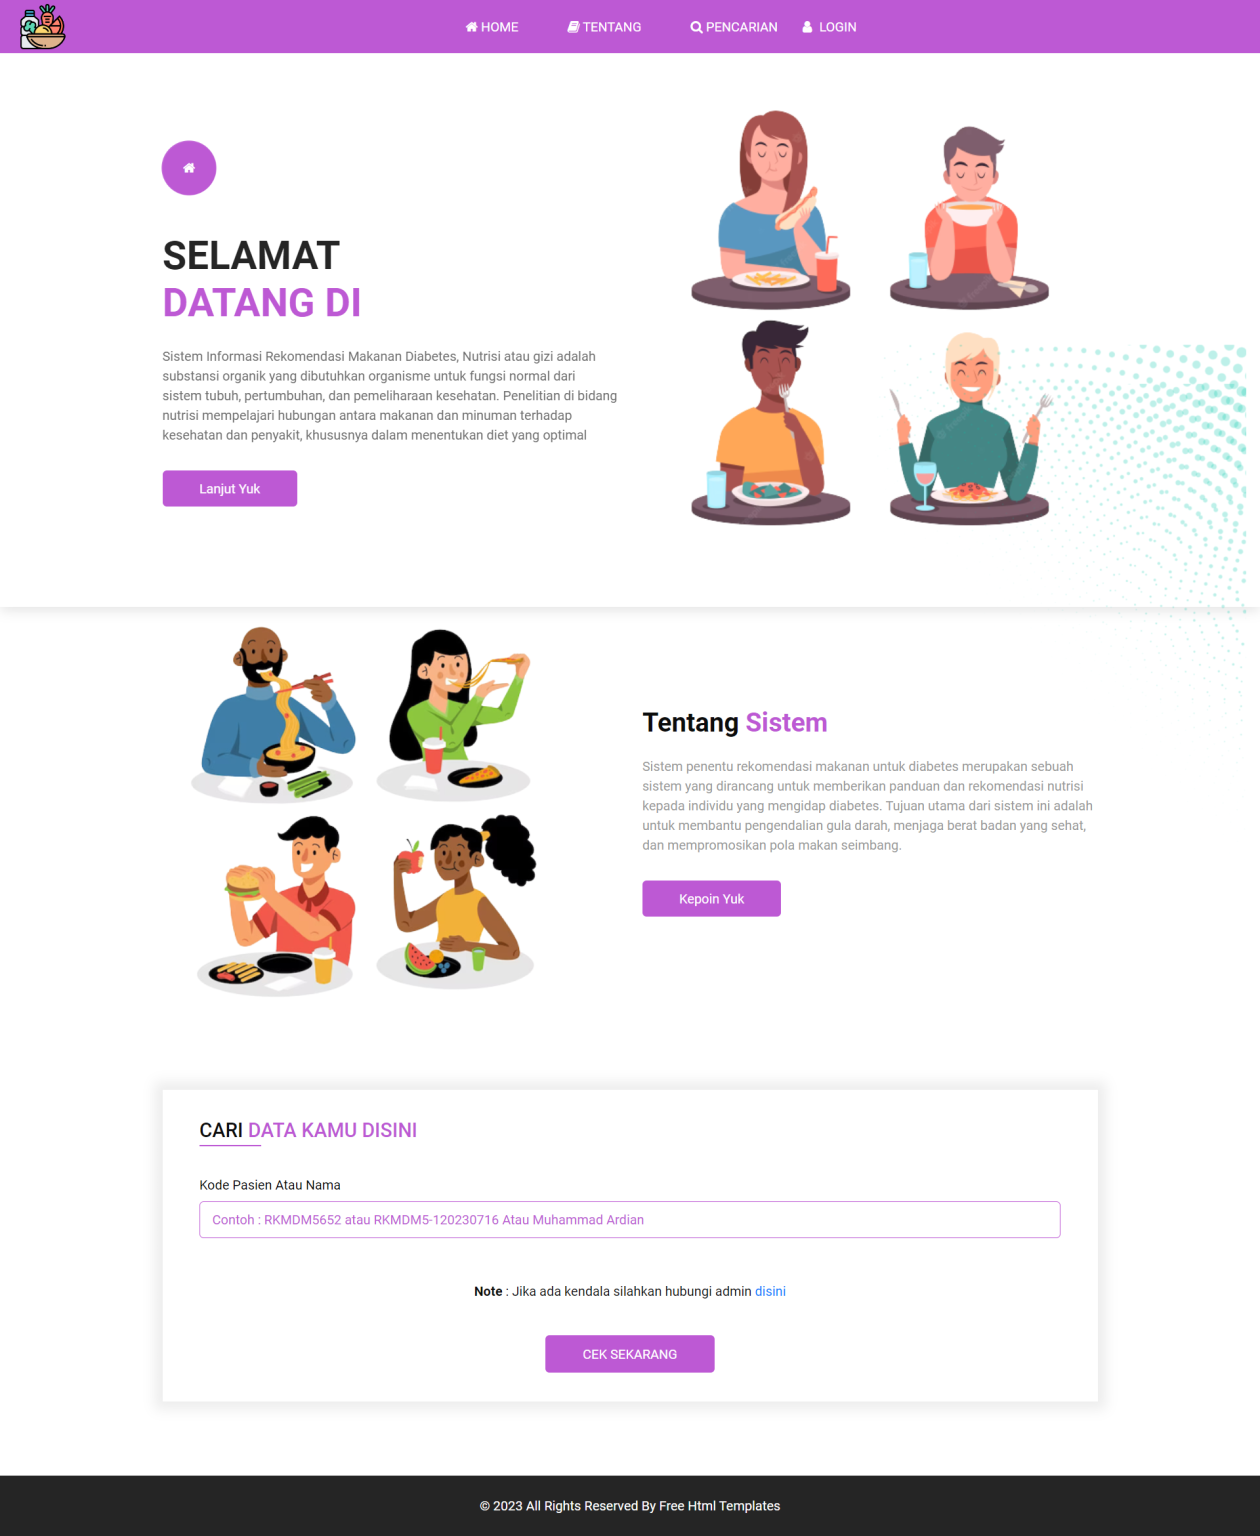 HOME
TENTANG
PENCARIAN
LOGIN
SELAMAT
DATANG DI
Sistem Informasi Rekomendasi Makanan Diabetes, Nutrisi atau gizi adalah
substansi organik yang dibutuhkan organisme untuk fungsi normal dari
sistem tubuh, pertumbuhan, dan pemeliharaan kesehatan. Penelitian di bidang
nutrisi mempelajari hubungan antara makanan dan minuman terhadap
kesehatan dan penyakit, khususnya dalam menentukan diet yang optimal
Lanjut Yuk
Tentang Sistem
Sistem penentu rekomendasi makanan untuk diabetes merupakan sebuah
sistem yang dirancang untuk memberikan panduan dan rekomendasi nutrisi
kepada individu yang mengidap diabetes. Tujuan utama dari sistem ini adalah
untuk membantu pengendalian gula darah, menjaga berat badan yang sehat,
dan mempromosikan pola makan seimbang.
Kepoin Yuk
CARI DATA KAMU DISINI
Kode Pasien Atau Nama
Contoh : RKMDM5652 atau RKMDM5-120230716 Atau Muhammad Ardian
Note : Jika ada kendala silahkan hubungi admin disini
CEK SEKARANG
© 2023 All Rights Reserved By Free Html Templates